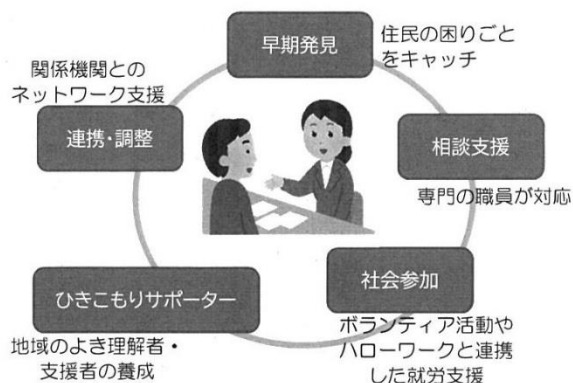 早期発見
住民の困りごと
をキャッチ
関係機関との
ネットワーク支援
連携・調整
相談支援
専門の職員が対応
ひきこもりサポーター
地域のよき理解者・
支援者の養成
社会参加
ボランティア活動や
ハローワークと連携
した就労支援